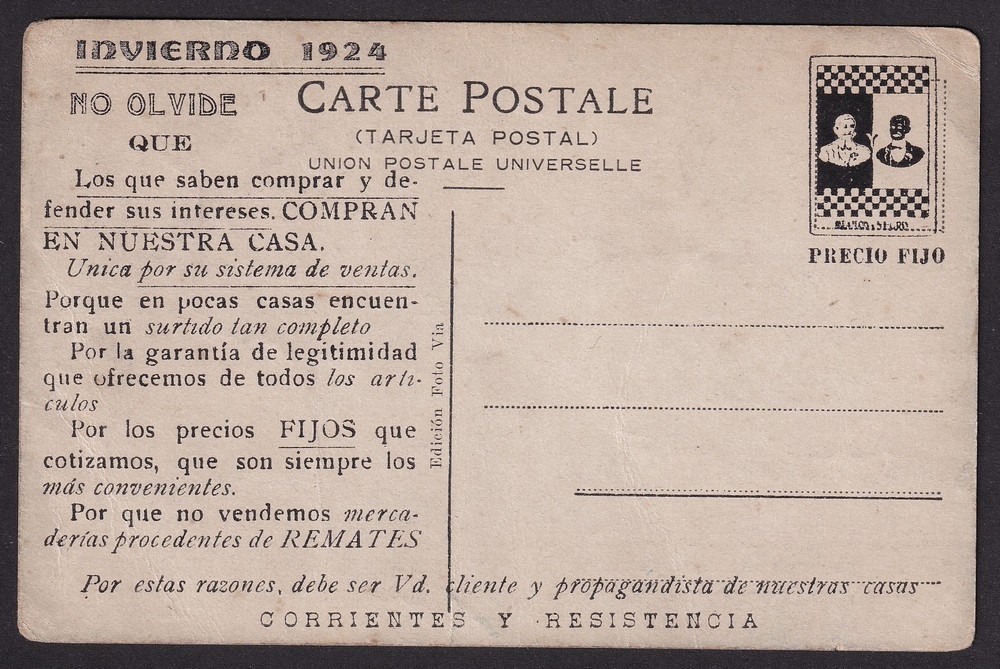 INVIERNO 1924
NO OLVIDE
QUE
CARTE POSTALE
(TARJETA POSTAL)
UNION POSTALE UNIVERSELLE
Los que saben comprar y de-
fender sus intereses. COMPRAN
EN NUESTRA CASA.
Unica por su sistema de ventas.
Porque en pocas casas encuen-
tran un surtido tan completo
Por la garantía de legitimidad
que ofrecemos de todos los arti-
culos
Por los precios FIJOS que
cotizamos, que son siempre los
más convenientes.
Por que no vendemos merca-
derías procedentes de REMATES
Por estas razones, debe ser Vd. cliente y propagandista de nuestras casas
CORRIENTES Y RESISTENCIA
Edición Foto Via
BLANCO y NEGRO
PRECIO FIJO